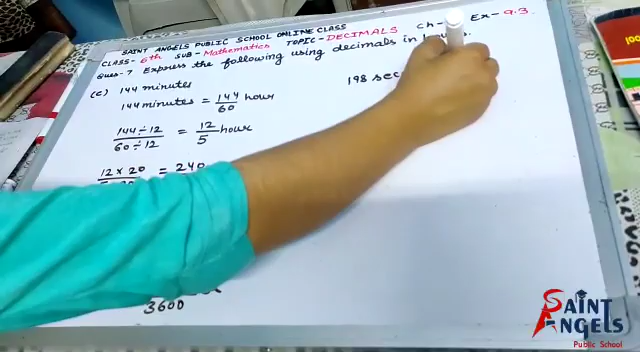 SAINT ANGELS PUBLIC SCHOOL ONLINE CLASS
CLASS- 6th SUB-Mathematics TOPIC-DECIMALS Ch- Ex-9.3
Ques-7 Express the following using decimals in
(c) 144 minutes
144 minutes = 144/60 hour
144÷12 / 60÷12 = 12/5 hour
12 × 20 = 240
3600
198 sec
SAINT
ANGELS
Public School